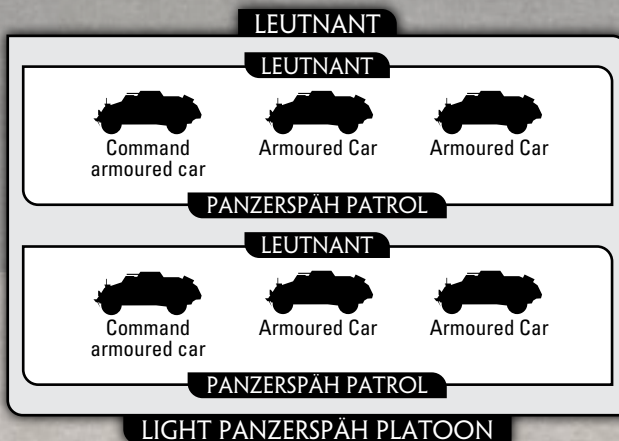 LEUTNANT
LEUTNANT
Command
armoured car
Armoured Car
Armoured Car
PANZERSPÄH PATROL
LEUTNANT
Command
armoured car
Armoured Car
Armoured Car
PANZERSPÄH PATROL
LIGHT PANZERSPÄH PLATOON